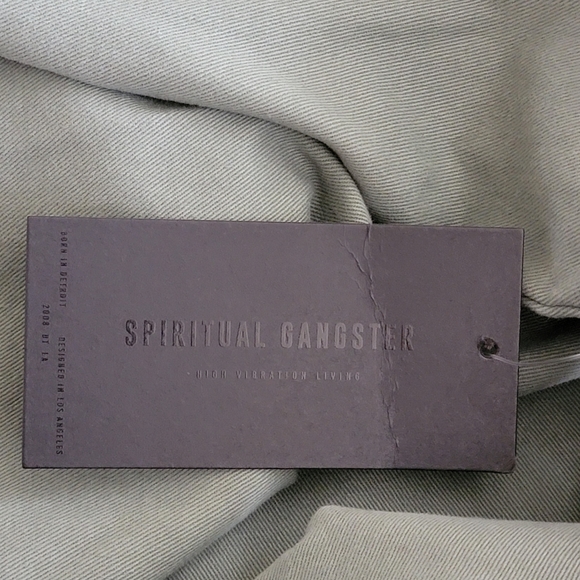 SPIRITUAL GANGSTER
- HIGH VIBRATION LIVING
BORN IN DETROIT
DESIGNED IN LOS ANGELES
2008 DT LA